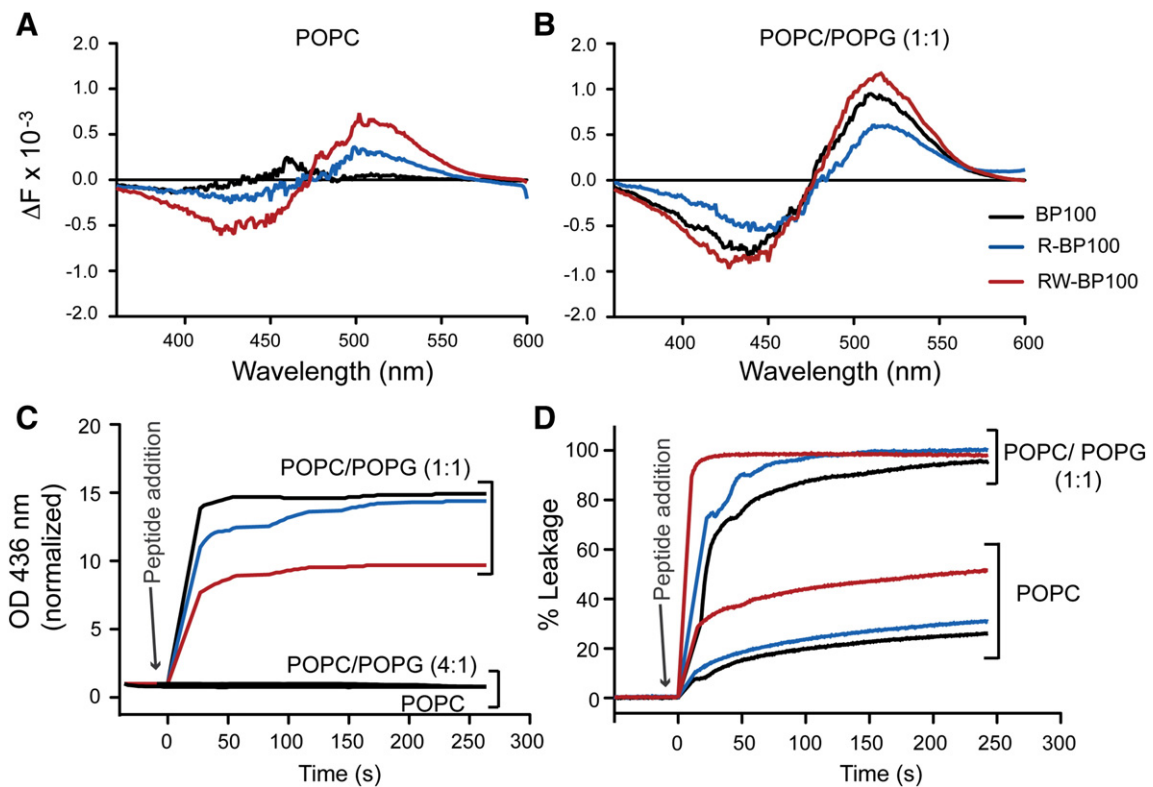 A
POPC
2.0
1.0
0.5
0.0
-0.5
-1.0
-2.0
ΔF x 10-3
400
450
500
550
600
Wavelength (nm)
B
POPC/POPG (1:1)
2.0
1.0
0.5
0.0
-0.5
-1.0
-2.0
BP100
R-BP100
RW-BP100
400
450
500
550
600
Wavelength (nm)
C
20
15
10
5
0
OD 436 nm
(normalized)
Peptide addition
POPC/POPG (1:1)
POPC/POPG (4:1)
POPC
0
50
100
150
200
250
300
Time (s)
D
100
80
60
40
20
0
% Leakage
Peptide addition
POPC/ POPG
(1:1)
POPC
0
50
100
150
200
250
300
Time (s)